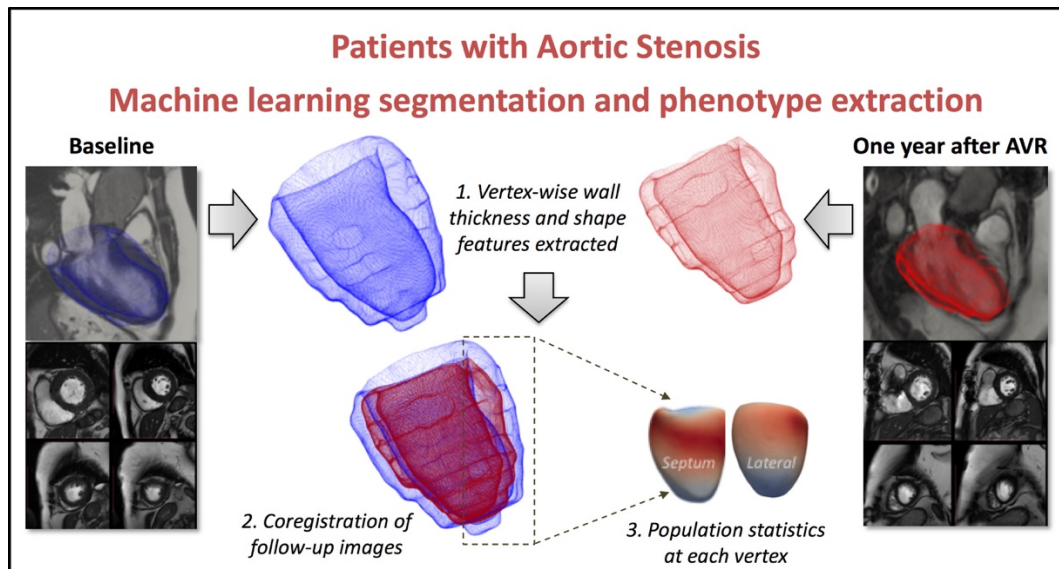 Patients with Aortic Stenosis
Machine learning segmentation and phenotype extraction
Baseline
One year after AVR
1. Vertex-wise wall
thickness and shape
features extracted
Septum
Lateral
2. Coregistration of
follow-up images
3. Population statistics
at each vertex